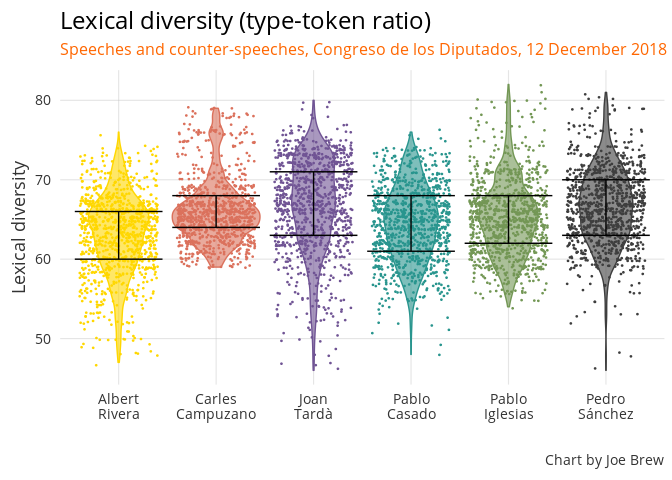 Lexical diversity (type-token ratio)
Speeches and counter-speeches, Congreso de los Diputados, 12 December 2018
Lexical diversity
80
70
60
50
Albert Rivera
Carles Campuzano
Joan Tardà
Pablo Casado
Pablo Iglesias
Pedro Sánchez
Chart by Joe Brew